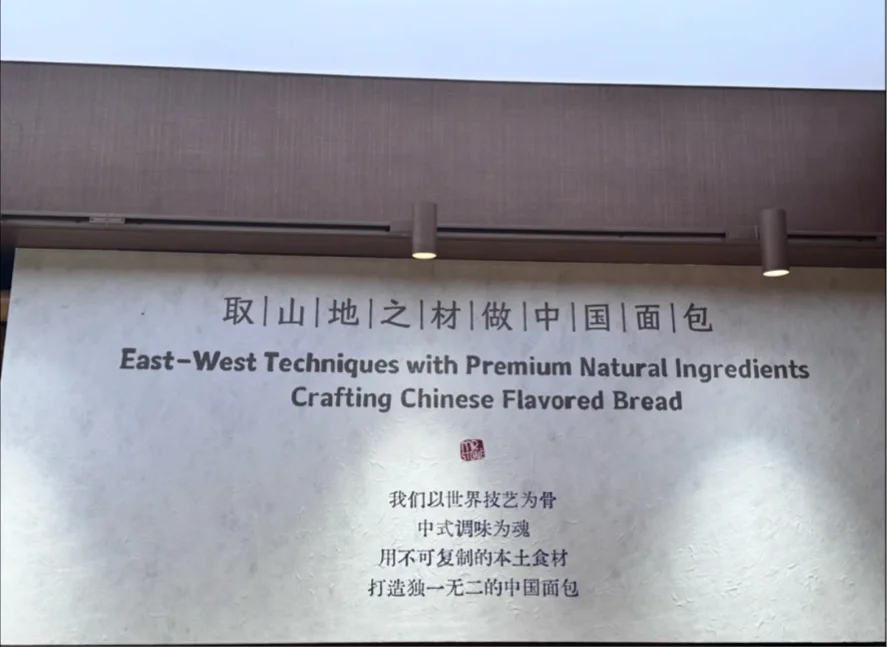 取|山|地|之|材|做|中|国|面|包
East-West Techniques with Premium Natural Ingredients
Crafting Chinese Flavored Bread
我们以世界技艺为骨
中式调味为魂
用不可复制的本土食材
打造独一无二的中国面包